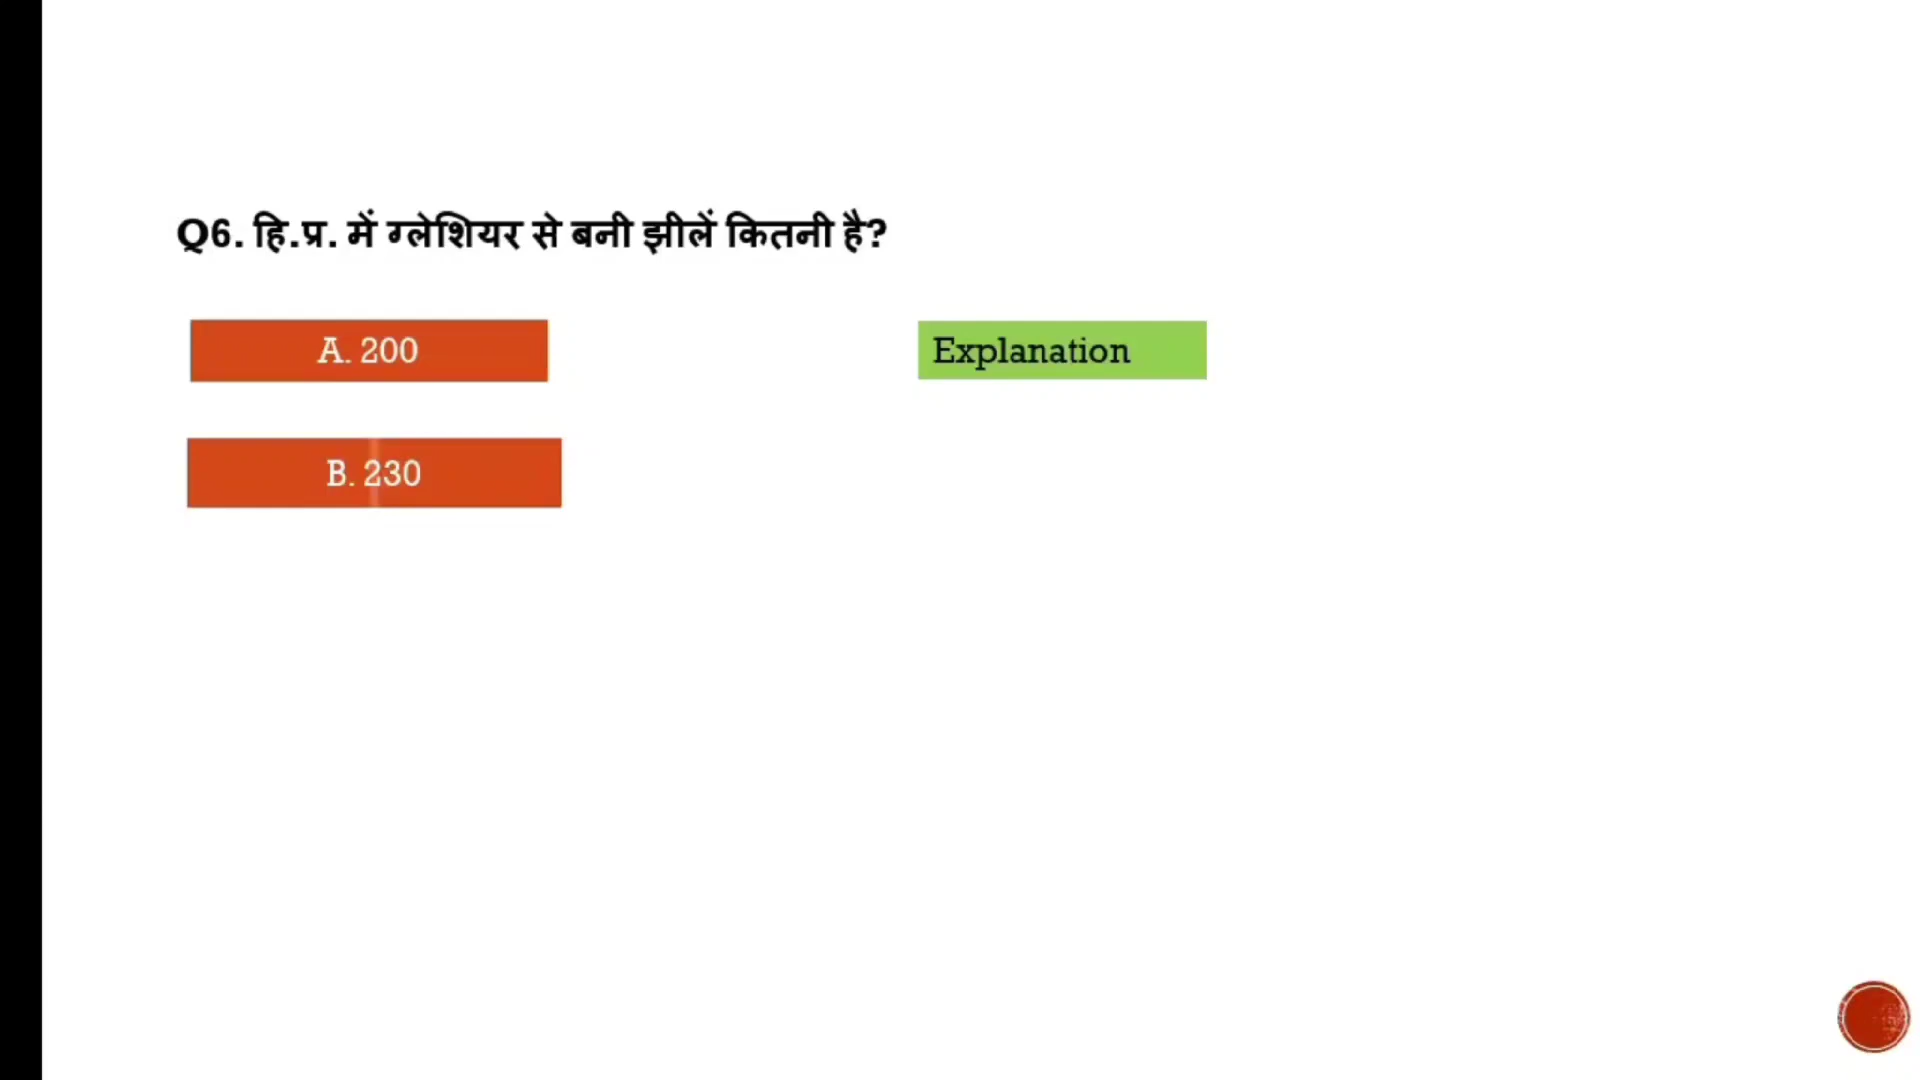 Q6. हि.प्र. में ग्लेशियर से बनी झीलें कितनी है?
A. 200
Explanation
B. 230